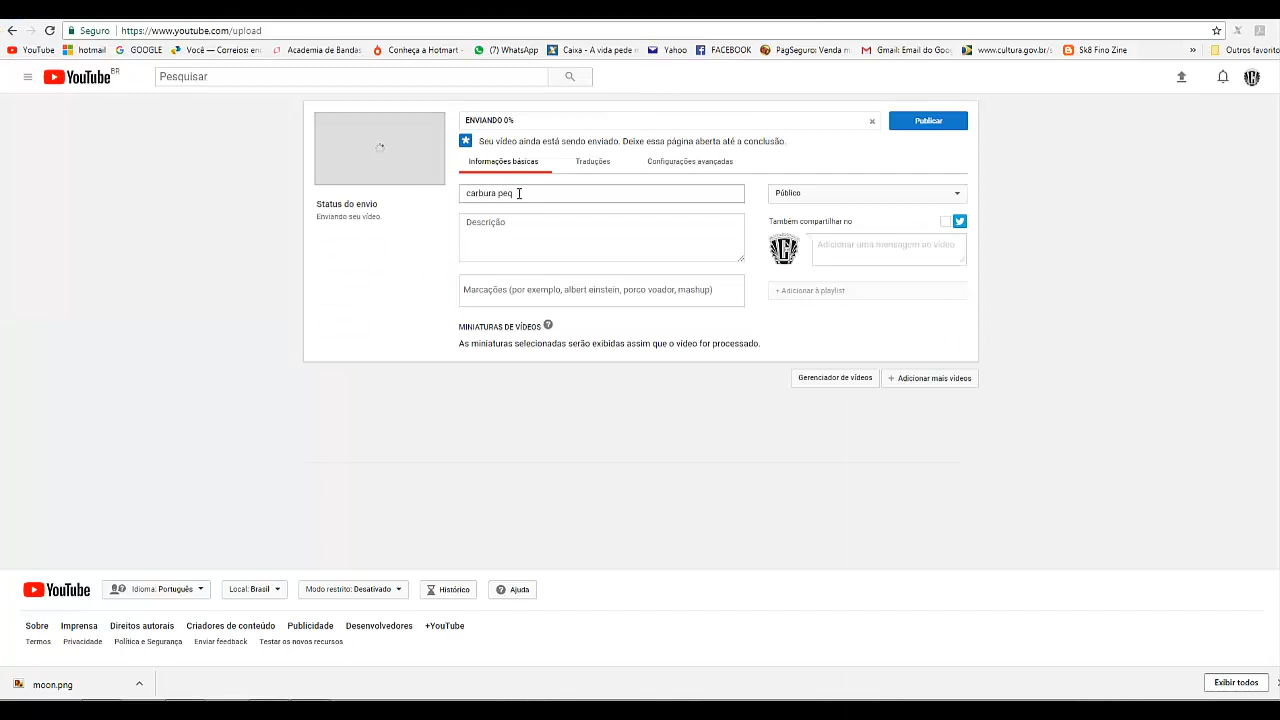 Seguro https://www.youtube.com/upload
YouTube hotmail GOOGLE Você — Correios: en Academia de Bandas Conheça a Hotmart - (7) WhatsApp Caixa - A vida pede Yahoo FACEBOOK PagSeguro: Venda Gmail: Email do Goo www.cultura.gov.br/ Sk8 Fino Zine » Outros favorito
YouTube BR Pesquisar
ENVIANDO 0% Publicar
Seu vídeo ainda está sendo enviado. Deixe essa página aberta até a conclusão.
Informações básicas Traduções Configurações avançadas
carbura peq Público
Status do envio
Enviando seu vídeo.
Descrição
Também compartilhar no
Adicionar uma mensagem ao vídeo
Marcações (por exemplo, albert einstein, porco voador, mashup) + Adicionar à playlist
MINIATURAS DE VÍDEOS ?
As miniaturas selecionadas serão exibidas assim que o vídeo for processado.
Gerenciador de vídeos + Adicionar mais vídeos
YouTube Idioma: Português Local: Brasil Modo restrito: Desativado Histórico Ajuda
Sobre Imprensa Direitos autorais Criadores de conteúdo Publicidade Desenvolvedores +YouTube
Termos Privacidade Política e Segurança Enviar feedback Testar os novos recursos
moon.png Exibir todos